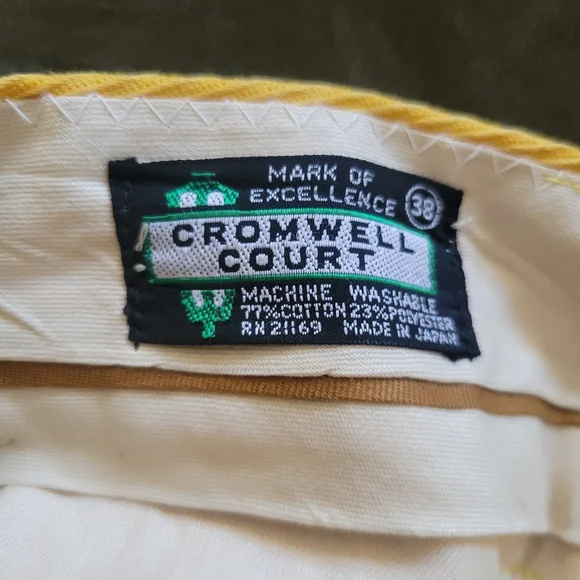 MARK OF
EXCELLENCE 38
CROMWELL
COURT
MACHINE WASHABLE
77%COTTON 23%POLYESTER
RN 21169 MADE IN JAPAN